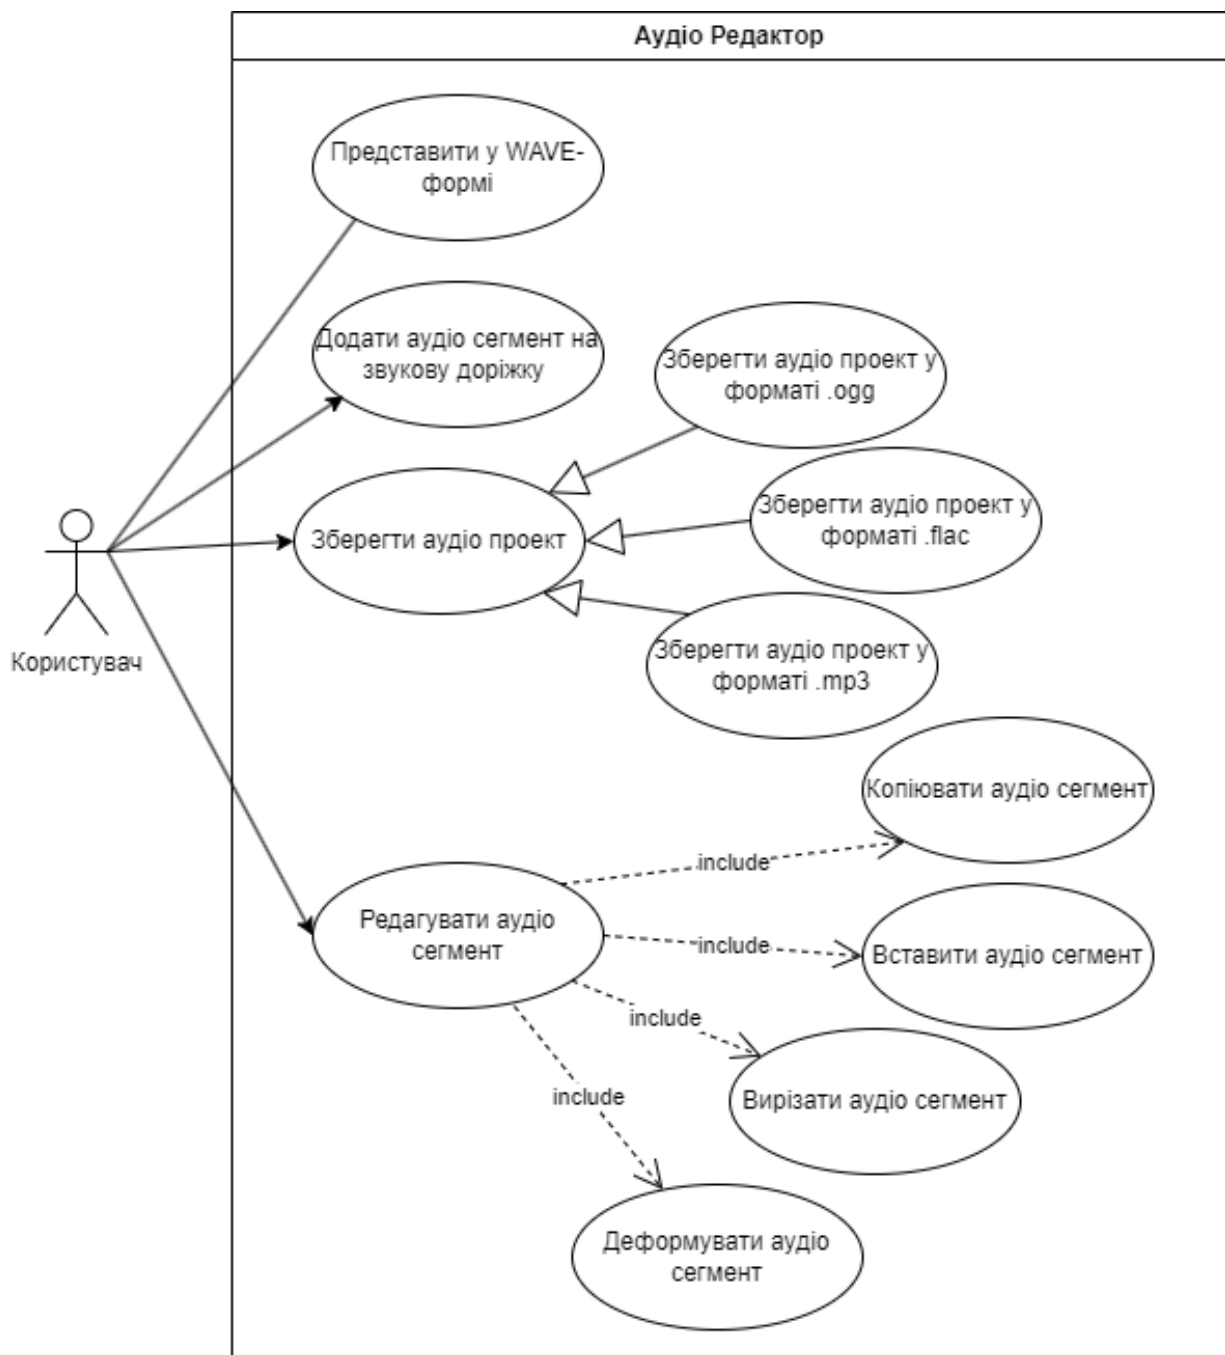 Аудіо Редактор
Представити у WAVE-
формі
Додати аудіо сегмент на
звукову доріжку
Зберегти аудіо проект у
форматі .ogg
Зберегти аудіо проект
Зберегти аудіо проект у
форматі .flac
Зберегти аудіо проект у
форматі .mp3
Користувач
Копіювати аудіо сегмент
include
Редагувати аудіо
сегмент
include
Вставити аудіо сегмент
include
Вирізати аудіо сегмент
include
Деформувати аудіо
сегмент